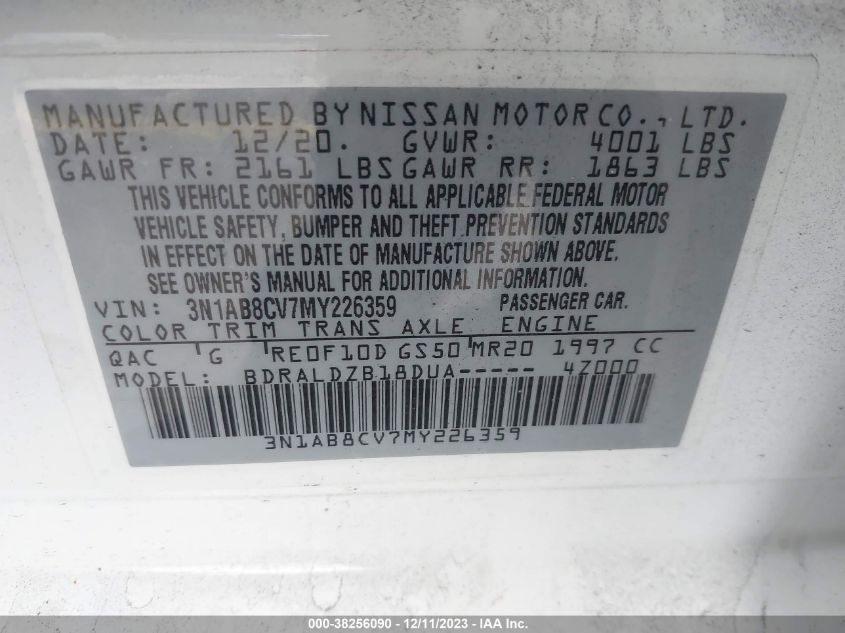 MANUFACTURED BY NISSAN MOTOR CO., LTD.
DATE: 12/20. GVWR: 4001 LBS
GAWR FR: 2161 LBS GAWR RR: 1863 LBS
THIS VEHICLE CONFORMS TO ALL APPLICABLE FEDERAL MOTOR
VEHICLE SAFETY, BUMPER AND THEFT PREVENTION STANDARDS
IN EFFECT ON THE DATE OF MANUFACTURE SHOWN ABOVE.
SEE OWNER'S MANUAL FOR ADDITIONAL INFORMATION.
VIN: 3N1AB8CV7MY226359 PASSENGER CAR.
COLOR TRIM TRANS AXLE ENGINE
QAC G RE0F10D GS50 MR20 1997 CC
MODEL: BDRALDZB18DUA----- 4Z000
3N1AB8CV7MY226359
000-38256090 - 12/11/2023 - IAA Inc.